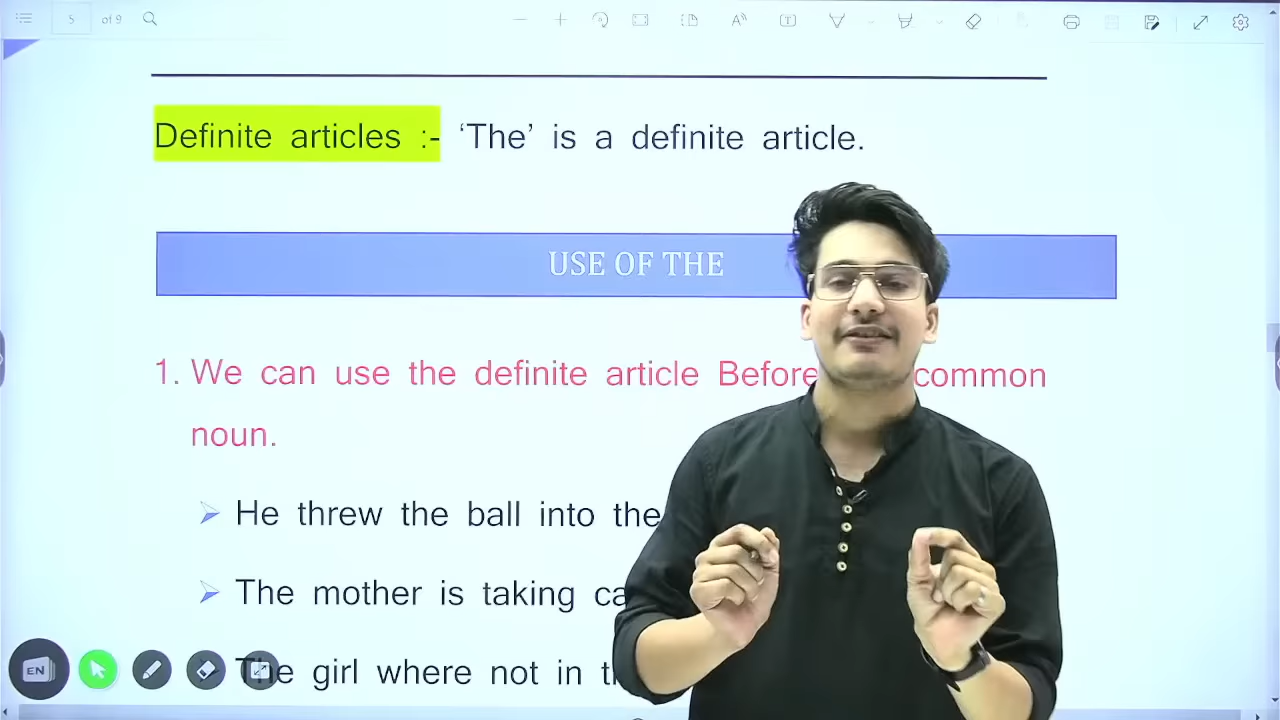 5 of 9
Definite articles :- ‘The’ is a definite article.
USE OF THE
1. We can use the definite article Before common
noun.
He threw the ball into the
The mother is taking
The girl where not in
EN